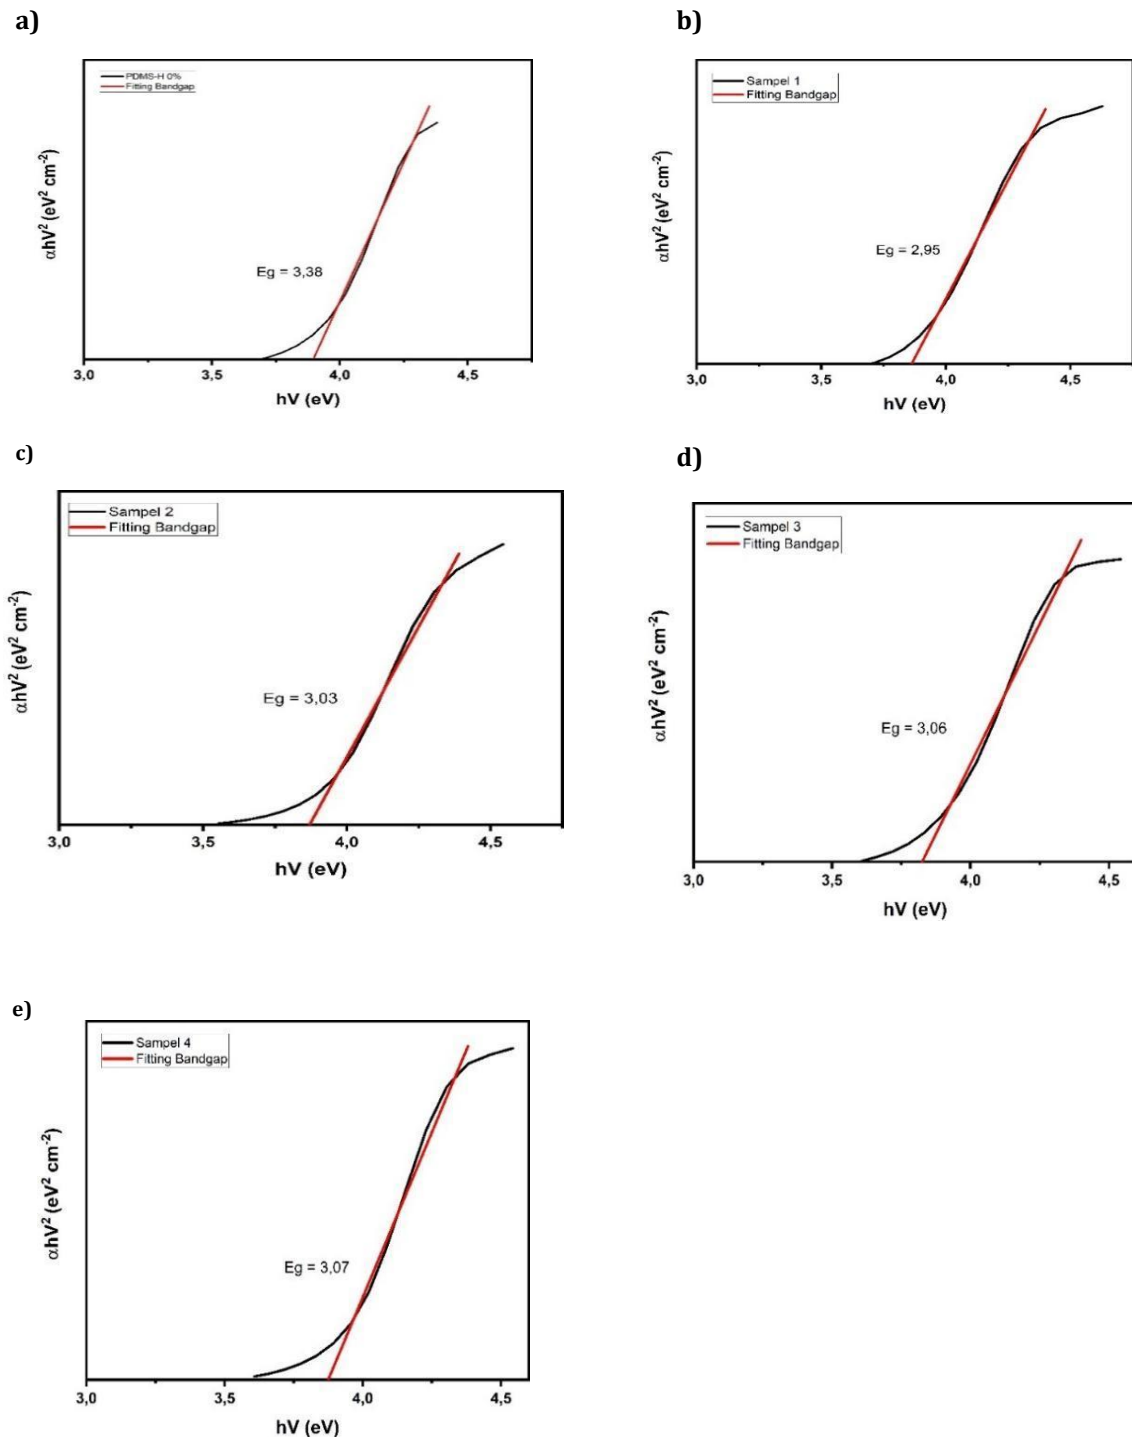 a)
PDMS-H 0%
Fitting Bandgap
αhV² (eV² cm⁻²)
Eg = 3,38
3,0 3,5 4,0 4,5
hV (eV)
b)
Sampel 1
Fitting Bandgap
αhV² (eV² cm⁻²)
Eg = 2,95
3,0 3,5 4,0 4,5
hV (eV)
c)
Sampel 2
Fitting Bandgap
αhV² (eV² cm⁻²)
Eg = 3,03
3,0 3,5 4,0 4,5
hV (eV)
d)
Sampel 3
Fitting Bandgap
αhV² (eV² cm⁻²)
Eg = 3,06
3,0 3,5 4,0 4,5
hV (eV)
e)
Sampel 4
Fitting Bandgap
αhV² (eV² cm⁻²)
Eg = 3,07
3,0 3,5 4,0 4,5
hV (eV)